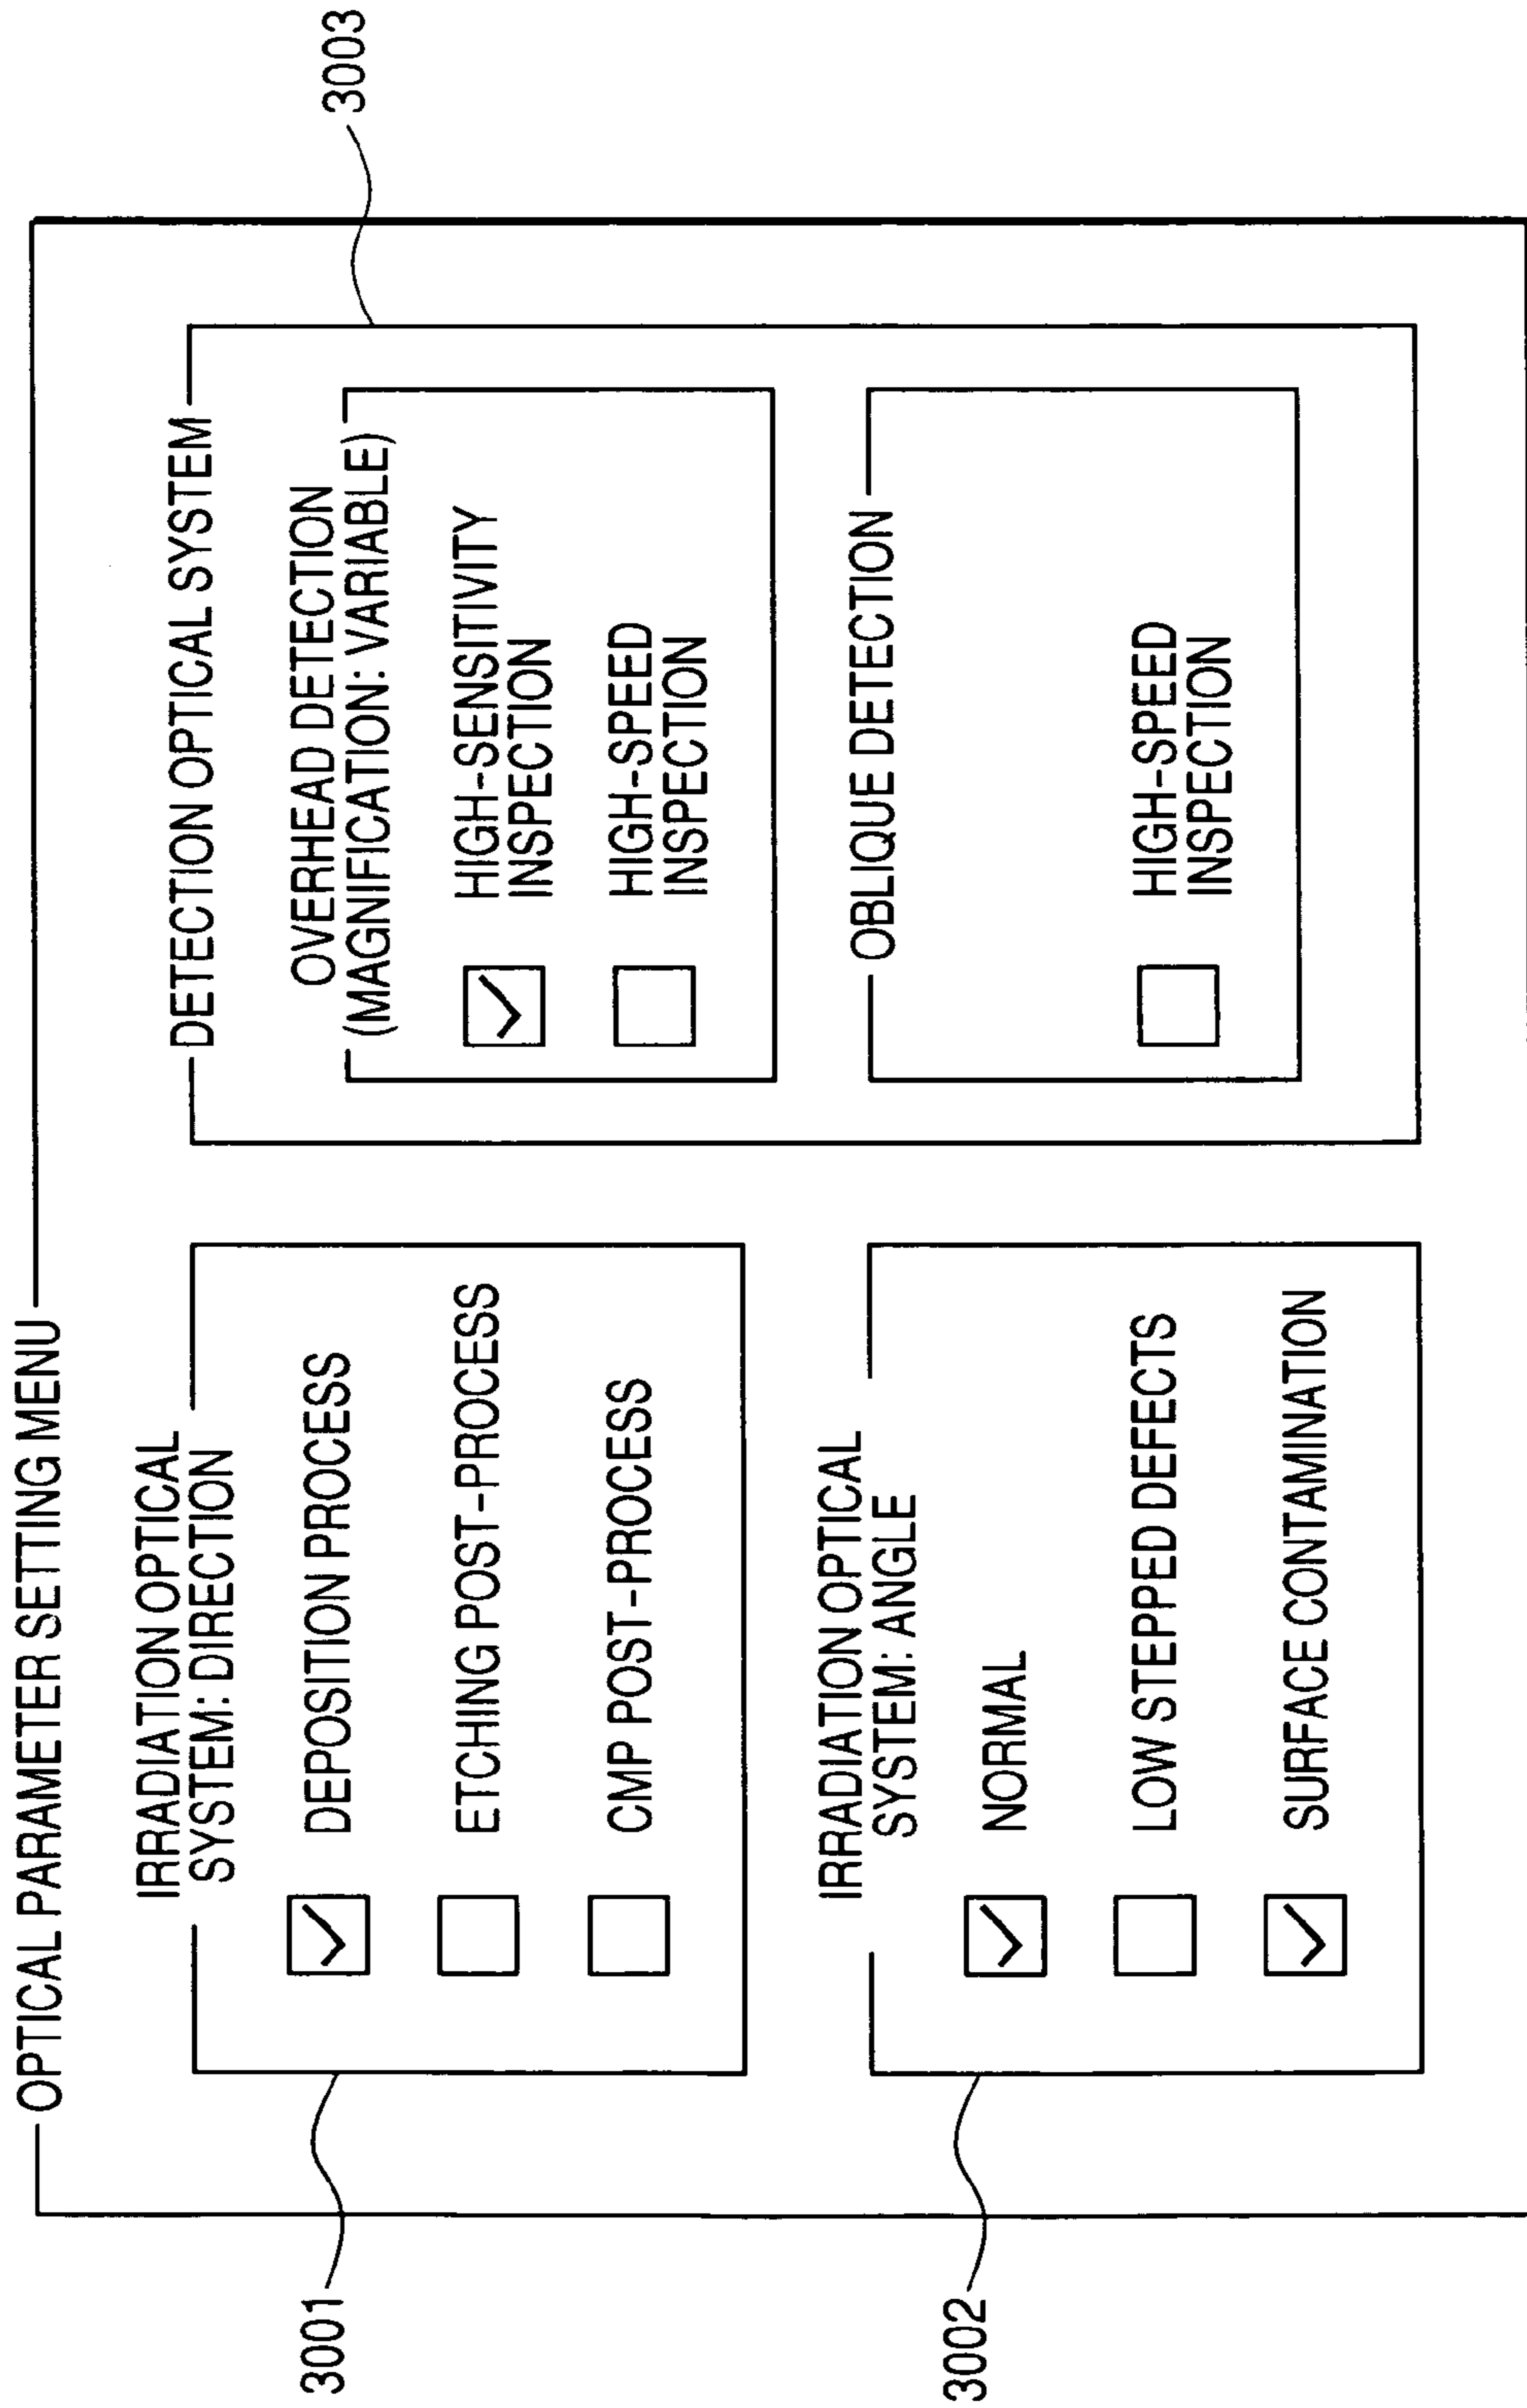 OPTICAL PARAMETER SETTING MENU
3001
IRRADIATION OPTICAL
SYSTEM: DIRECTION
DEPOSITION PROCESS
ETCHING POST-PROCESS
CMP POST-PROCESS
3002
IRRADIATION OPTICAL
SYSTEM: ANGLE
NORMAL
LOW STEPPED DEFECTS
SURFACE CONTAMINATION
3003
DETECTION OPTICAL SYSTEM
OVERHEAD DETECTION
(MAGNIFICATION: VARIABLE)
HIGH-SENSITIVITY
INSPECTION
HIGH-SPEED
INSPECTION
OBLIQUE DETECTION
HIGH-SPEED
INSPECTION